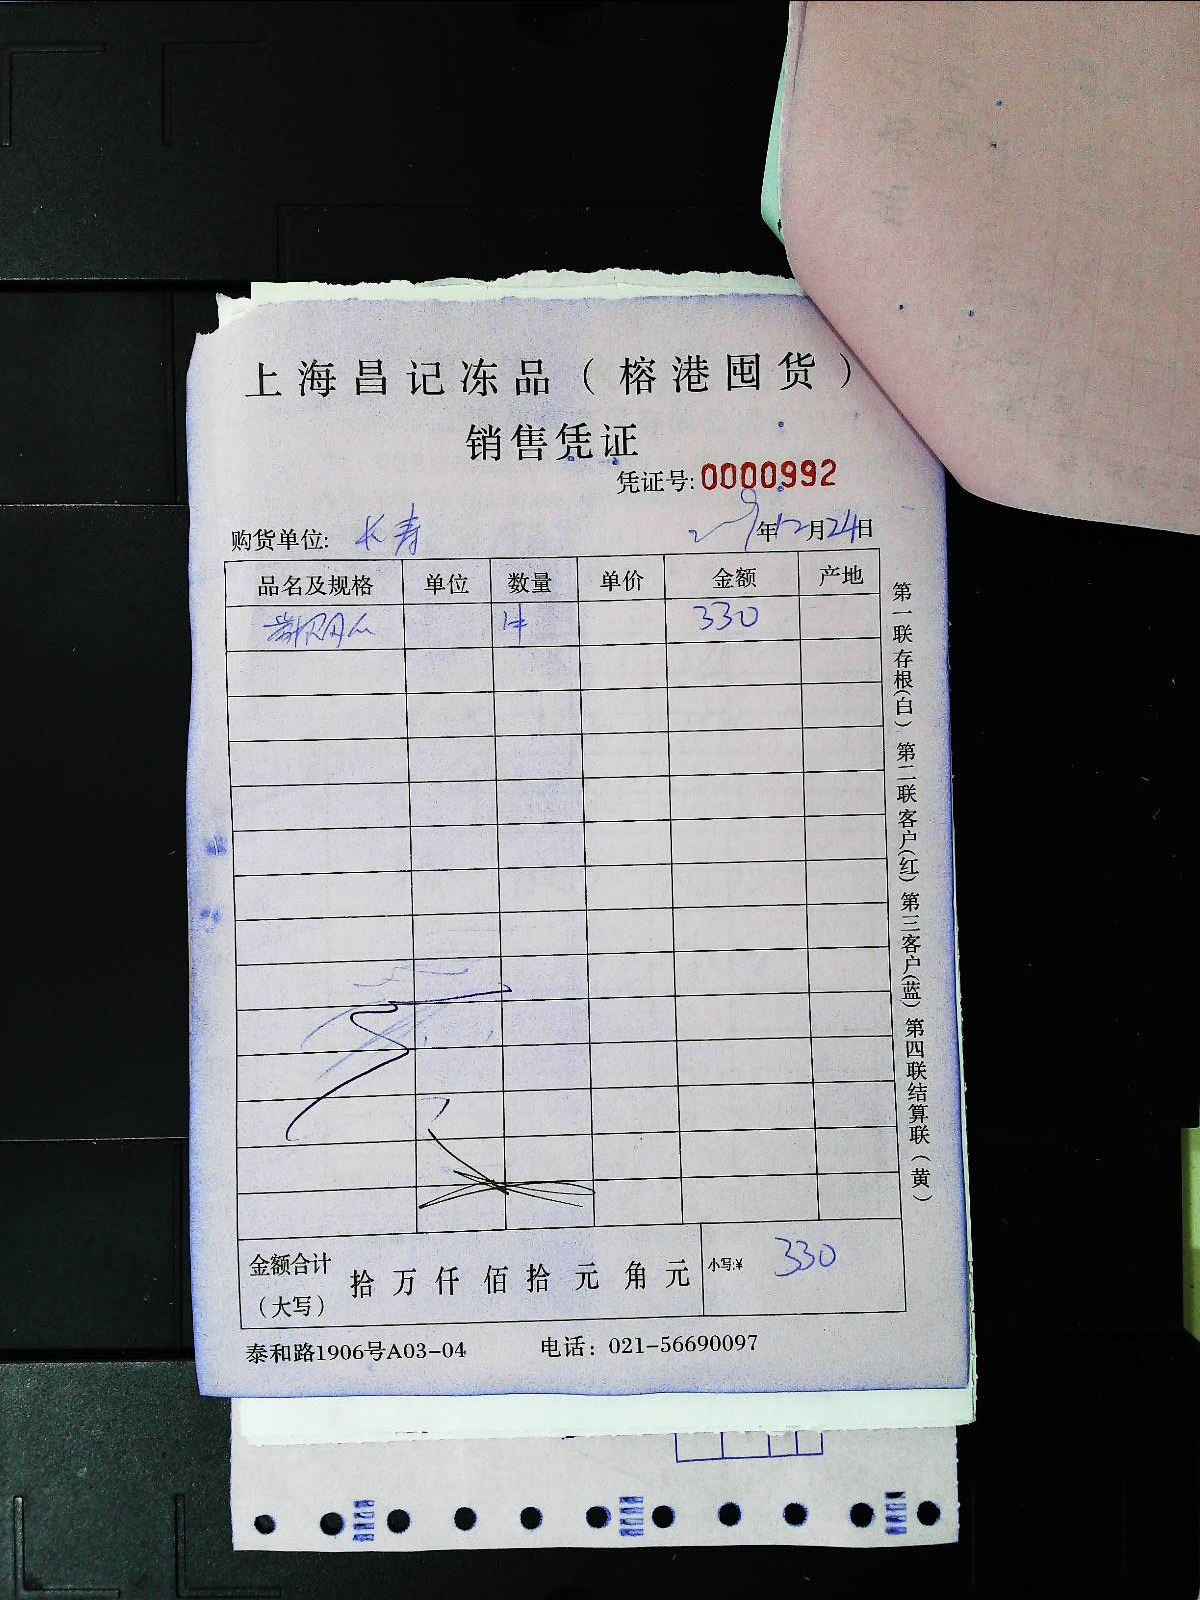 上海昌记冻品（榕港囤货）
销售凭证
凭证号:0000992
购货单位: 长寿 年12月24日
品名及规格 单位 数量 单价 金额 产地
1件 330
金额合计（大写） 拾 万 仟 佰 拾 元 角 元 小写:¥ 330
泰和路1906号A03-04 电话：021-56690097
第一联存根(白) 第二联客户(红) 第三客户(蓝) 第四联结算联（黄）